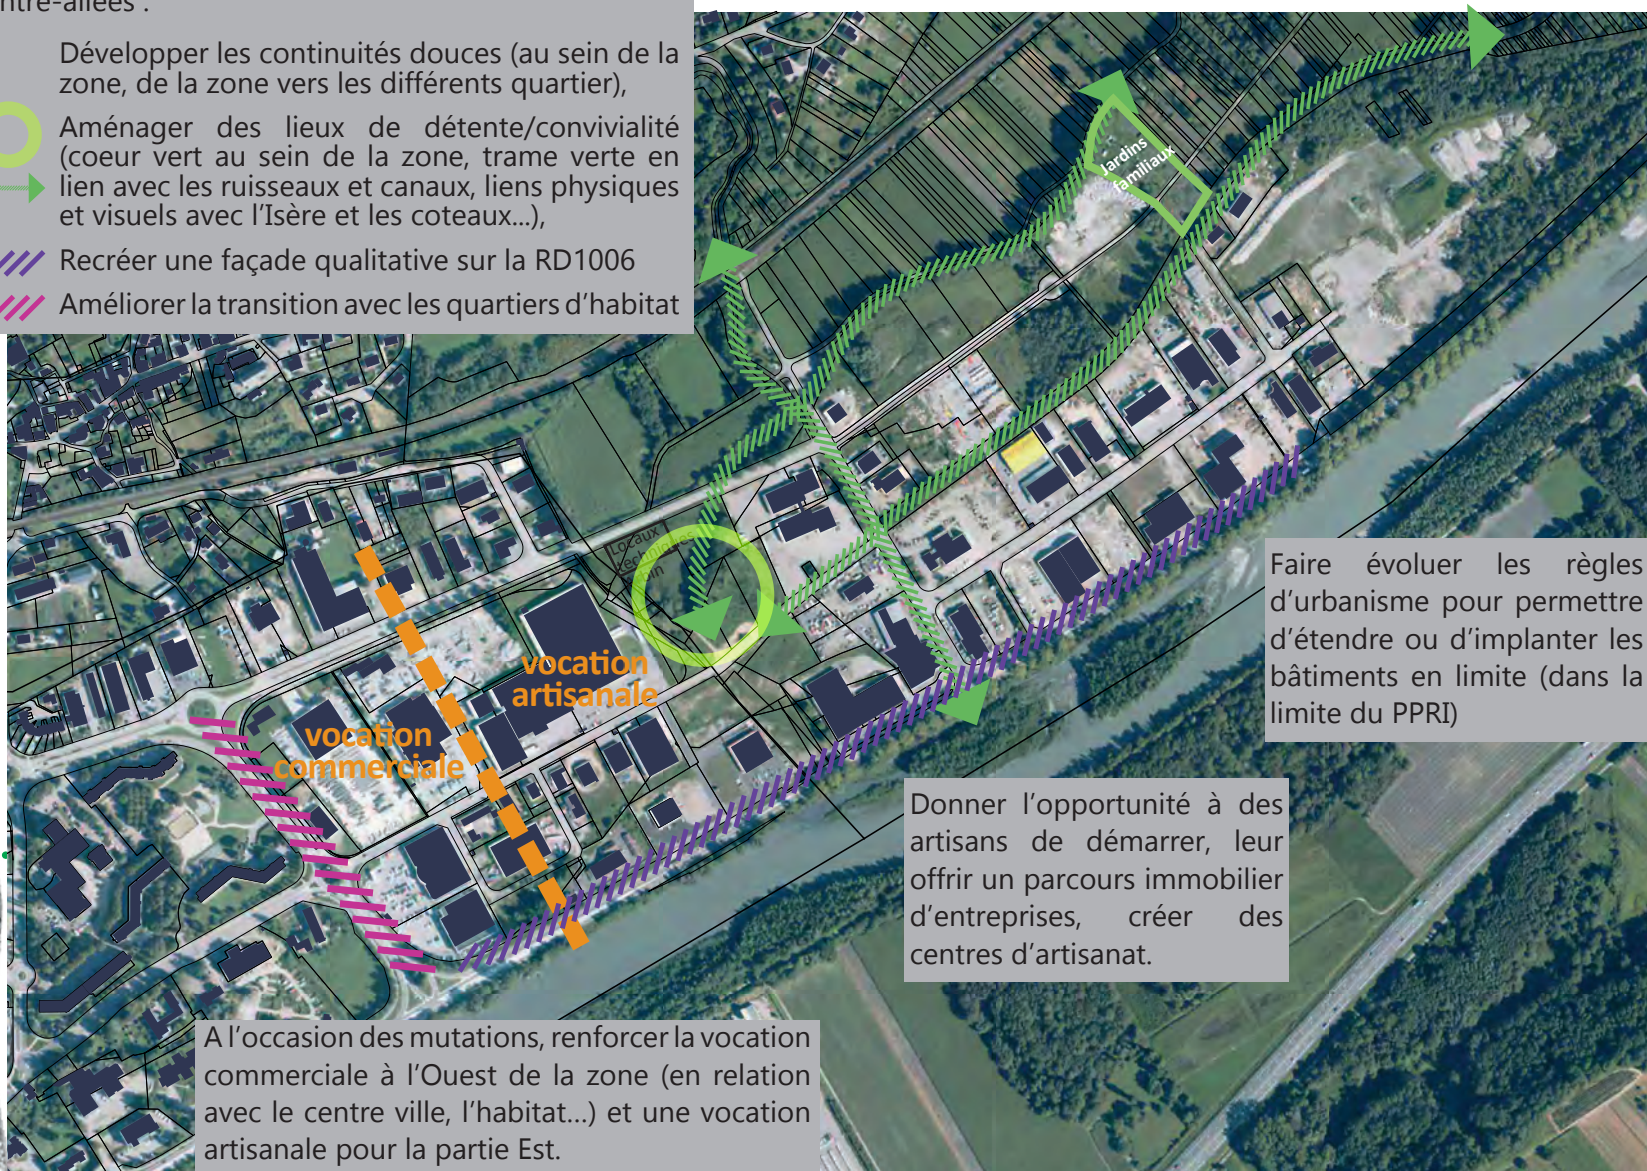 ntre-allées :
Développer les continuités douces (au sein de la
zone, de la zone vers les différents quartier),
Aménager des lieux de détente/convivialité
(coeur vert au sein de la zone, trame verte en
lien avec les ruisseaux et canaux, liens physiques
et visuels avec l'Isère et les coteaux...),
Recréer une façade qualitative sur la RD1006
Améliorer la transition avec les quartiers d'habitat
Jardins
familiaux
Locaux
techniques
vocation
artisanale
vocation
commerciale
Faire évoluer les règles
d'urbanisme pour permettre
d'étendre ou d'implanter les
bâtiments en limite (dans la
limite du PPRI)
Donner l'opportunité à des
artisans de démarrer, leur
offrir un parcours immobilier
d'entreprises, créer des
centres d'artisanat.
A l'occasion des mutations, renforcer la vocation
commerciale à l'Ouest de la zone (en relation
avec le centre ville, l'habitat...) et une vocation
artisanale pour la partie Est.